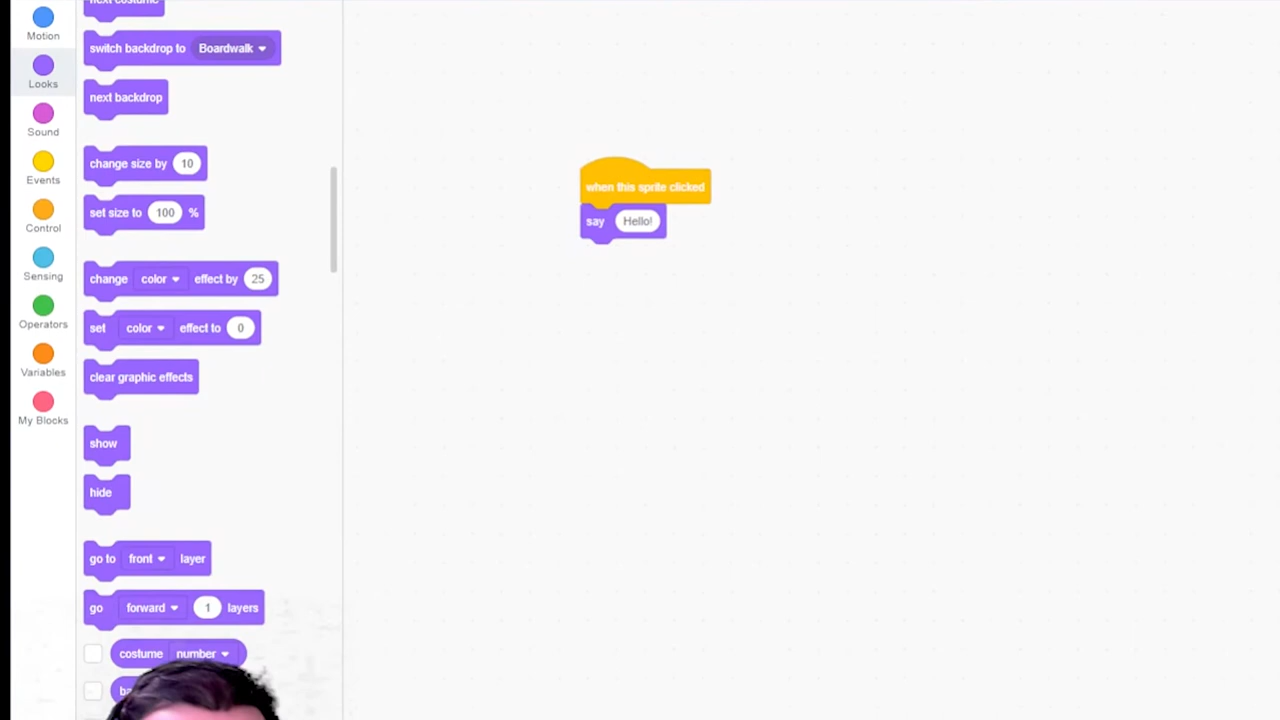 next costume
Motion
switch backdrop to Boardwalk
Looks
next backdrop
Sound
change size by 10
Events
when this sprite clicked
set size to 100 %
say Hello!
Control
Sensing
change color effect by 25
Operators
set color effect to 0
Variables
clear graphic effects
My Blocks
show
hide
go to front layer
go forward 1 layers
costume number